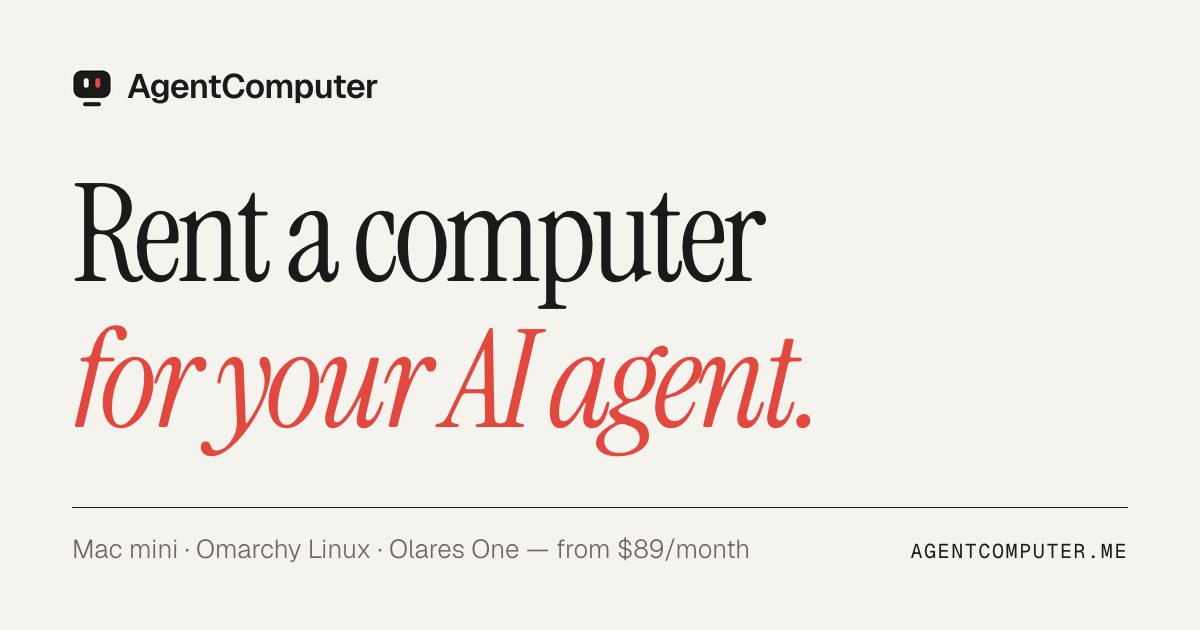 AgentComputer
Rent a computer
for your AI agent.
Mac mini · Omarchy Linux · Olares One — from $89/month
AGENTCOMPUTER.ME